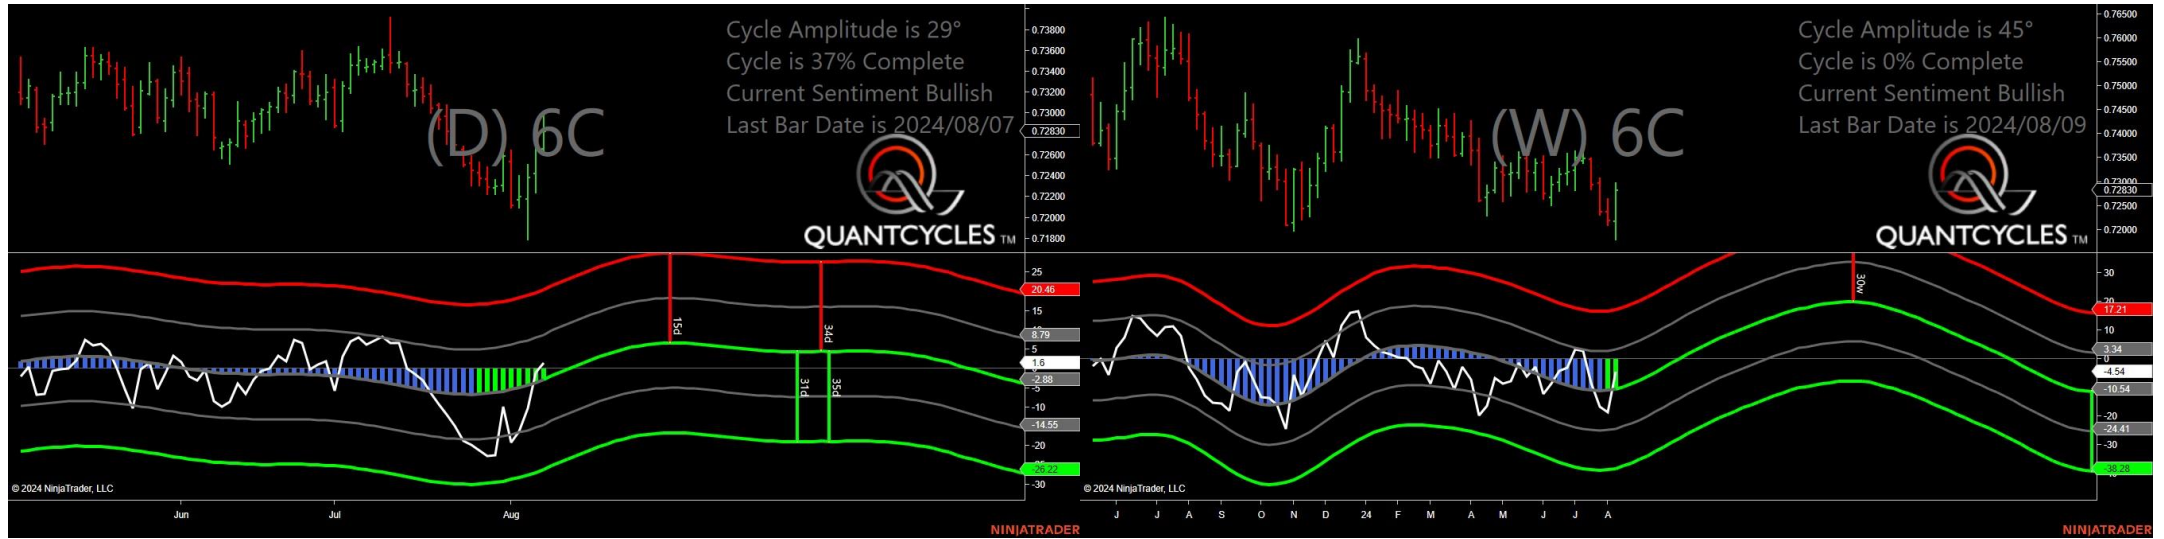 Cycle Amplitude is 29°
Cycle is 37% Complete
Current Sentiment Bullish
Last Bar Date is 2024/08/07
(D) 6C
QUANTCYCLES TM
0.73800
0.73600
0.73400
0.73200
0.73000
0.72800
0.72830
0.72600
0.72400
0.72200
0.72000
0.71800
25
20.46
15
8.79
5
1.6
-2.88
-5
-10
-14.55
-20
-26.22
-30
15d
34d
31d
35d
© 2024 NinjaTrader, LLC
Jun
Jul
Aug
NINJATRADER
Cycle Amplitude is 45°
Cycle is 0% Complete
Current Sentiment Bullish
Last Bar Date is 2024/08/09
(W) 6C
QUANTCYCLES TM
0.76500
0.76000
0.75500
0.75000
0.74500
0.74000
0.73500
0.73000
0.72830
0.72500
0.72000
30
20
17.21
10
3.34
0
-4.54
-10.54
-20
-24.41
-30
-38.28
30w
© 2024 NinjaTrader, LLC
J
J
A
S
O
N
D
24
F
M
A
M
J
J
A
NINJATRADER